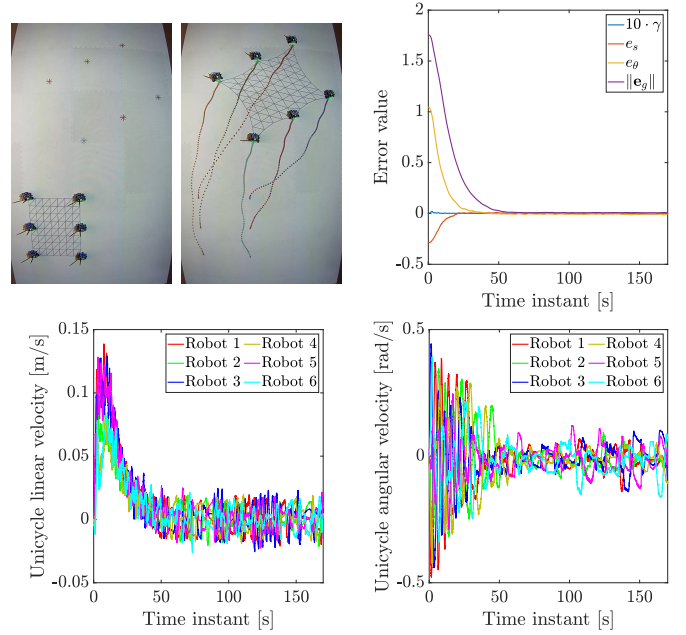 2
1.5
1
0.5
0
-0.5
10 · γ
e_s
e_θ
‖e_g‖
Error value
0 50 100 150
Time instant [s]
0.15
0.1
0.05
0
-0.05
Robot 1 Robot 4
Robot 2 Robot 5
Robot 3 Robot 6
Unicycle linear velocity [m/s]
0 50 100 150
Time instant [s]
0.5
0
-0.5
Robot 1 Robot 4
Robot 2 Robot 5
Robot 3 Robot 6
Unicycle angular velocity [rad/s]
0 50 100 150
Time instant [s]